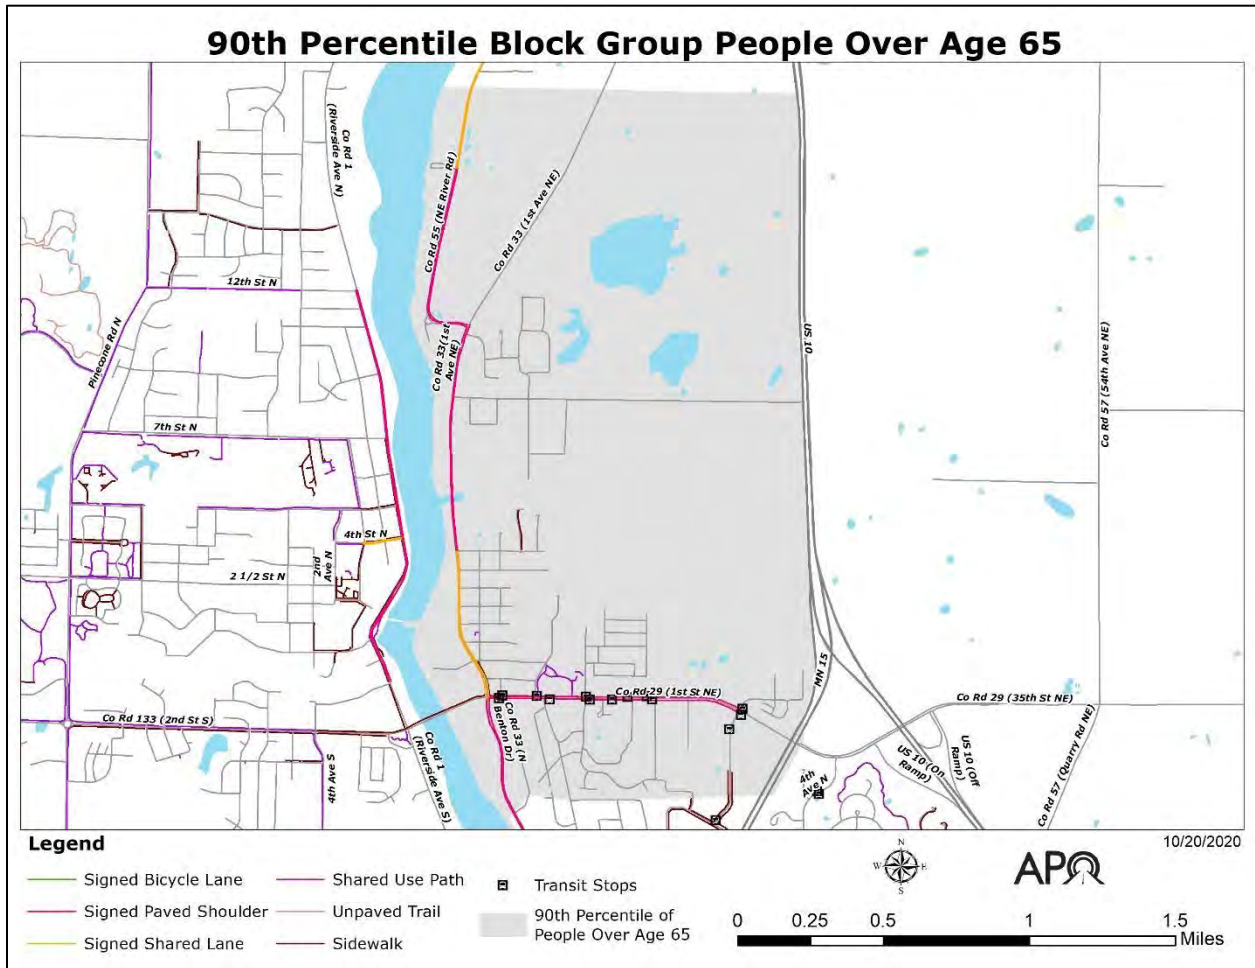 90th Percentile Block Group People Over Age 65
Co Rd 1
(Riverside Ave N)
Co Rd 55 (NE River Rd)
Co Rd 33 (1st Ave NE)
12th St N
Pinecone Rd N
Co Rd 33(1st
Ave NE)
US 10
Co Rd 57 (54th Ave NE)
7th St N
4th St N
2nd
Ave N
2 1/2 St N
MN 15
Co Rd 29 (1st St NE)
Co Rd 29 (35th St NE)
Co Rd 133 (2nd St S)
Co Rd 33 (N
Benton Dr)
Co Rd 1
(Riverside Ave S)
4th Ave S
4th
Ave N
US 10 (On
Ramp)
US 10 (Off
Ramp)
Co Rd 57 (Quarry Rd NE)
10/20/2020
Legend
Signed Bicycle Lane
Signed Paved Shoulder
Signed Shared Lane
Shared Use Path
Unpaved Trail
Sidewalk
Transit Stops
90th Percentile of
People Over Age 65
N
W E
S
APO
0 0.25 0.5 1 1.5
Miles